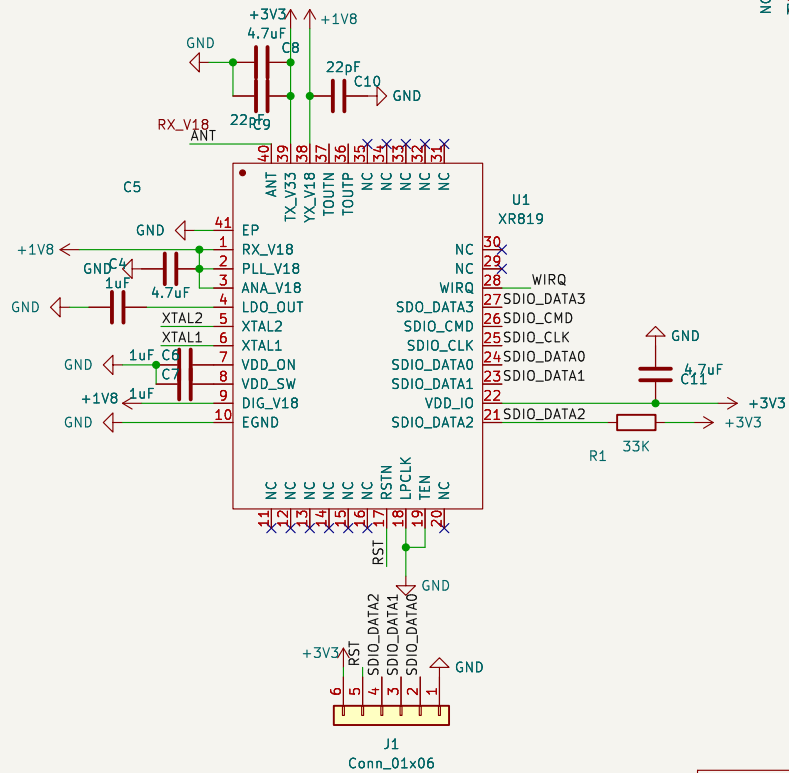 NC
+3V3
+1V8
4.7uF
GND
C8
22pF
C10
GND
22pF
C9
RX_V18
ANT
40
39
38
37
36
35
34
33
32
31
ANT
TX_V33
YX_V18
TOUTN
TOUTP
NC
NC
NC
NC
NC
C5
U1
XR819
GND
41
EP
+1V8
1
RX_V18
NC
30
GND
C4
2
PLL_V18
NC
29
1uF
4.7uF
3
ANA_V18
WIRQ
28
WIRQ
GND
4
LDO_OUT
SDO_DATA3
27
SDIO_DATA3
XTAL2
5
XTAL2
SDIO_CMD
26
SDIO_CMD
XTAL1
6
XTAL1
SDIO_CLK
25
SDIO_CLK
GND
GND
1uF
C6
7
VDD_ON
SDIO_DATA0
24
SDIO_DATA0
C7
8
VDD_SW
SDIO_DATA1
23
SDIO_DATA1
4.7uF
C11
+1V8
1uF
9
DIG_V18
VDD_IO
22
+3V3
GND
10
EGND
SDIO_DATA2
21
SDIO_DATA2
+3V3
R1
33K
NC
NC
NC
NC
NC
NC
RSTN
LPCLK
TEN
NC
11
12
13
14
15
16
17
18
19
20
RST
GND
+3V3
RST
SDIO_DATA2
SDIO_DATA1
SDIO_DATA0
GND
6
5
4
3
2
1
J1
Conn_01x06